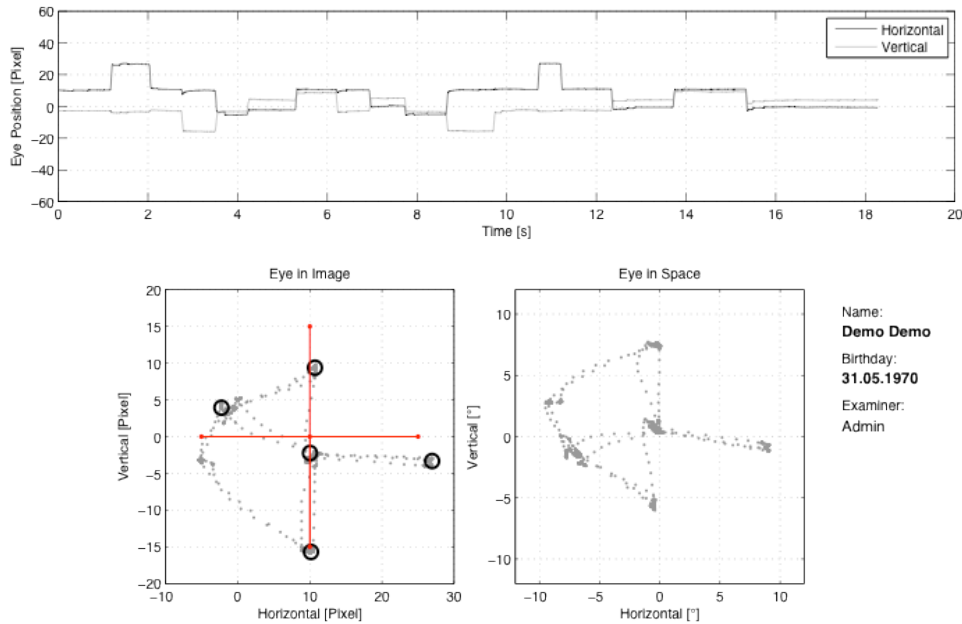 60
40
20
0
−20
−40
−60
Eye Position [Pixel]
Horizontal
Vertical
0 2 4 6 8 10 12 14 16 18 20
Time [s]
Eye in Image
20
15
10
5
0
−5
−10
−15
−20
Vertical [Pixel]
−10 0 10 20 30
Horizontal [Pixel]
Eye in Space
10
5
0
−5
−10
Vertical [°]
−10 −5 0 5 10
Horizontal [°]
Name:
Demo Demo
Birthday:
31.05.1970
Examiner:
Admin